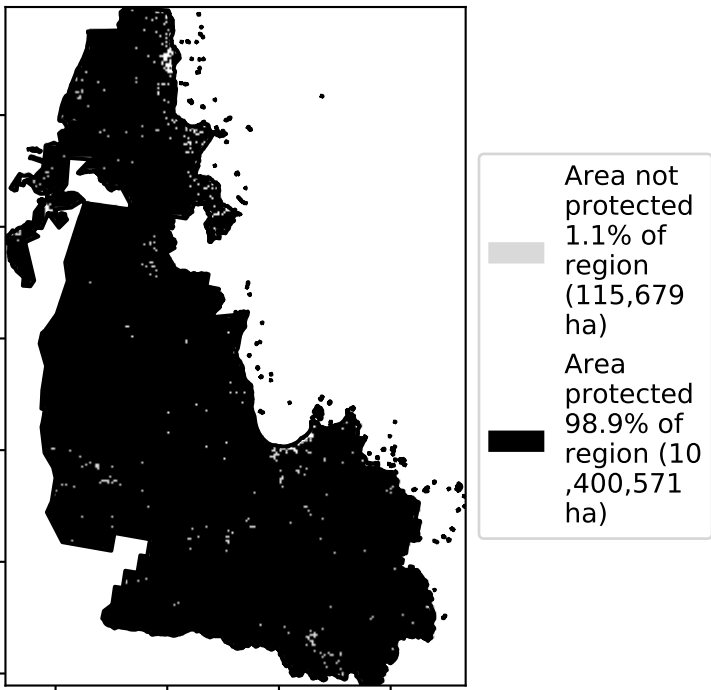 Area not
protected
1.1% of
region
(115,679
ha)
Area
protected
98.9% of
region (10
,400,571
ha)